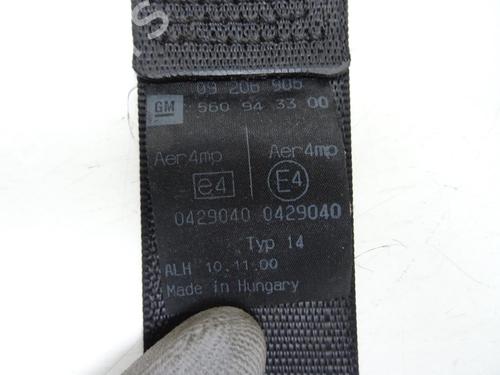 09 206 905
GM 560 94 33 00
Aer4mp Aer4mp
e4 E4
0429040 0429040
Typ 14
ALH 10.11.00
Made in Hungary